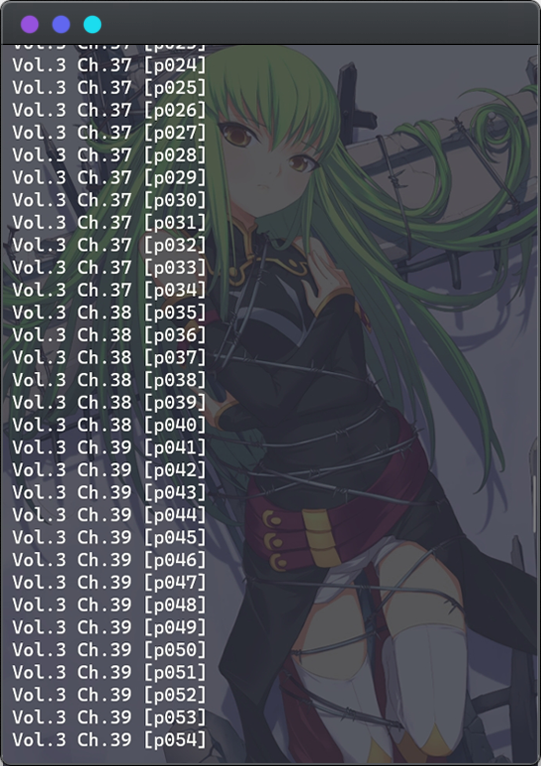 Vol.3 Ch.37 [p023]
Vol.3 Ch.37 [p024]
Vol.3 Ch.37 [p025]
Vol.3 Ch.37 [p026]
Vol.3 Ch.37 [p027]
Vol.3 Ch.37 [p028]
Vol.3 Ch.37 [p029]
Vol.3 Ch.37 [p030]
Vol.3 Ch.37 [p031]
Vol.3 Ch.37 [p032]
Vol.3 Ch.37 [p033]
Vol.3 Ch.37 [p034]
Vol.3 Ch.38 [p035]
Vol.3 Ch.38 [p036]
Vol.3 Ch.38 [p037]
Vol.3 Ch.38 [p038]
Vol.3 Ch.38 [p039]
Vol.3 Ch.38 [p040]
Vol.3 Ch.39 [p041]
Vol.3 Ch.39 [p042]
Vol.3 Ch.39 [p043]
Vol.3 Ch.39 [p044]
Vol.3 Ch.39 [p045]
Vol.3 Ch.39 [p046]
Vol.3 Ch.39 [p047]
Vol.3 Ch.39 [p048]
Vol.3 Ch.39 [p049]
Vol.3 Ch.39 [p050]
Vol.3 Ch.39 [p051]
Vol.3 Ch.39 [p052]
Vol.3 Ch.39 [p053]
Vol.3 Ch.39 [p054]